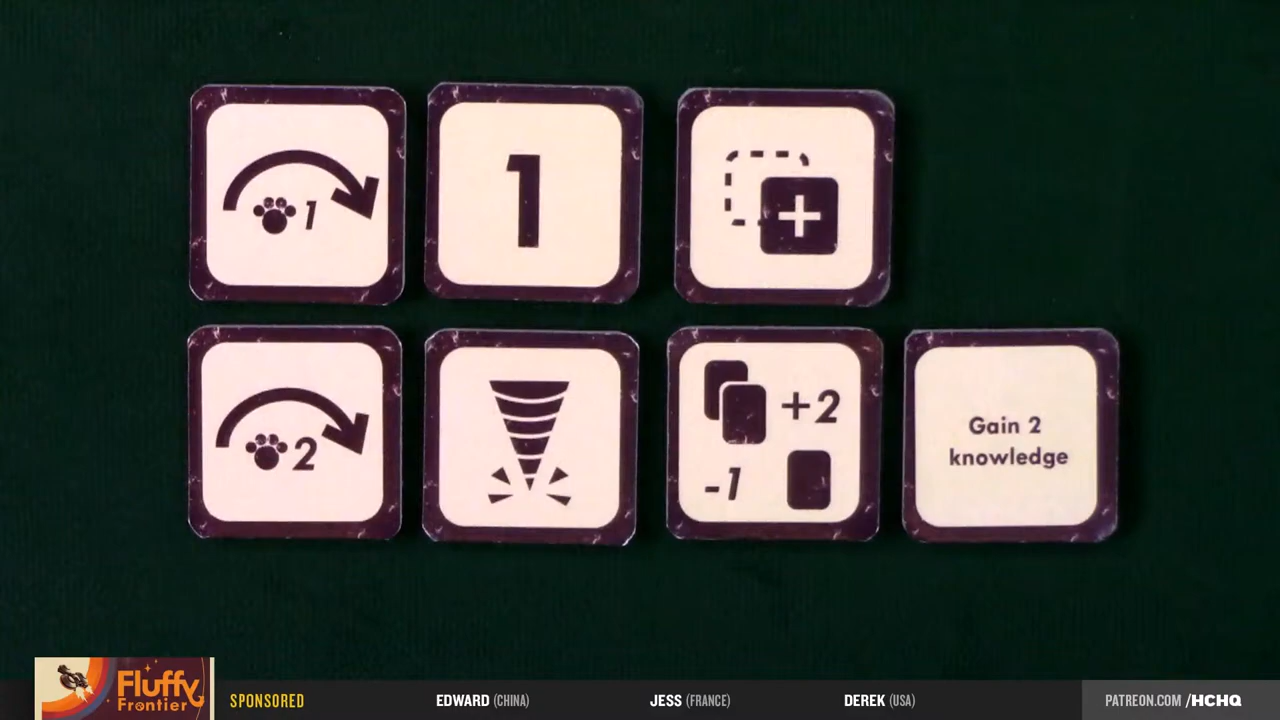 1
1
+
2
+2
-1
Gain 2
knowledge
Fluffy
Frontier
SPONSORED
EDWARD (CHINA)
JESS (FRANCE)
DEREK (USA)
PATREON.COM /HCHQ